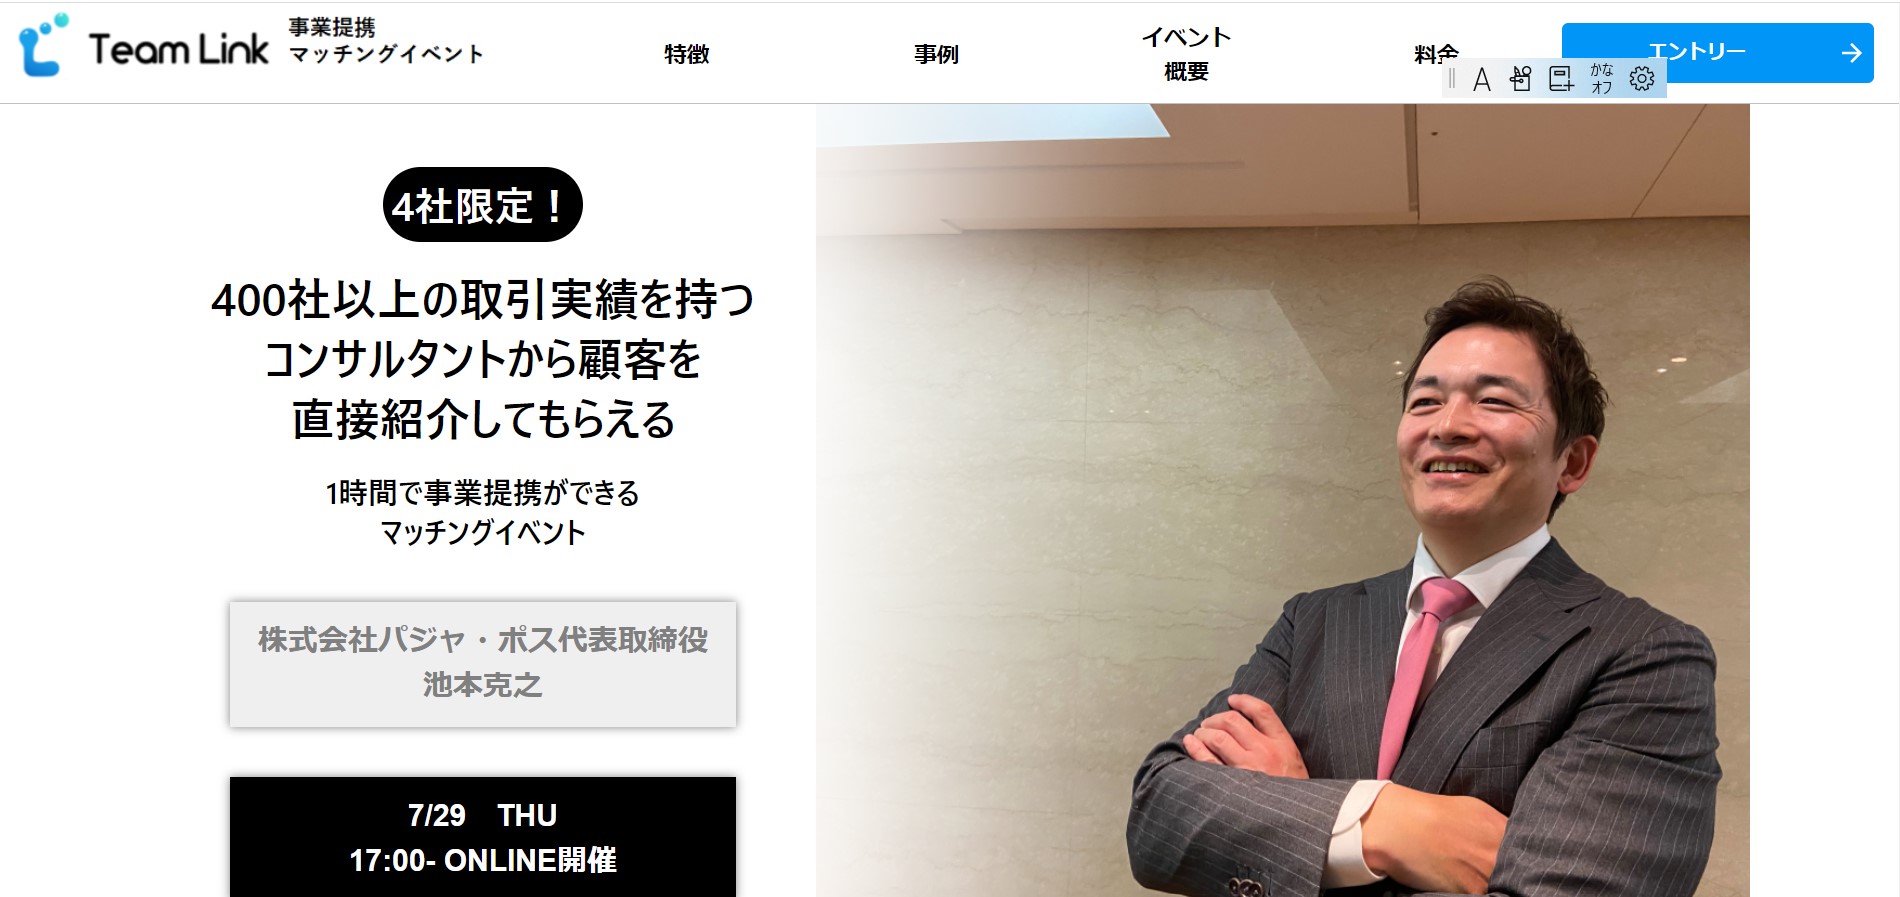 Team Link
事業提携
マッチングイベント
特徴
事例
イベント
概要
料金
エントリー
A
かな
オフ
4社限定！
400社以上の取引実績を持つ
コンサルタントから顧客を
直接紹介してもらえる
1時間で事業提携ができる
マッチングイベント
株式会社パジャ・ポス代表取締役
池本克之
7/29　THU
17:00- ONLINE開催